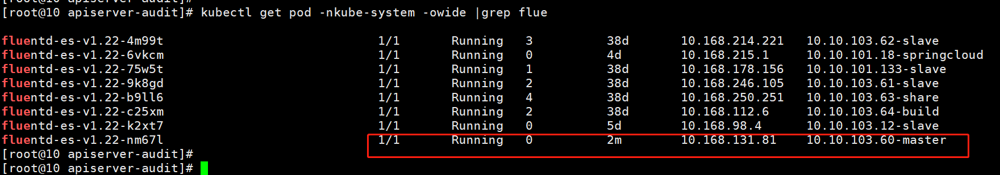 [root@10 apiserver-audit]# kubectl get pod -nkube-system -owide |grep flue
fluentd-es-v1.22-4m99t 1/1 Running 3 38d 10.168.214.221 10.10.103.62-slave
fluentd-es-v1.22-6vkcm 1/1 Running 0 4d 10.168.215.1 10.10.101.18-springcloud
fluentd-es-v1.22-75w5t 1/1 Running 1 38d 10.168.178.156 10.10.101.133-slave
fluentd-es-v1.22-9k8gd 1/1 Running 2 38d 10.168.246.105 10.10.103.61-slave
fluentd-es-v1.22-b9ll6 1/1 Running 4 38d 10.168.250.251 10.10.103.63-share
fluentd-es-v1.22-c25xm 1/1 Running 2 38d 10.168.112.6 10.10.103.64-build
fluentd-es-v1.22-k2xt7 1/1 Running 0 5d 10.168.98.4 10.10.103.12-slave
fluentd-es-v1.22-nm67l 1/1 Running 0 2m 10.168.131.81 10.10.103.60-master
[root@10 apiserver-audit]#
[root@10 apiserver-audit]#